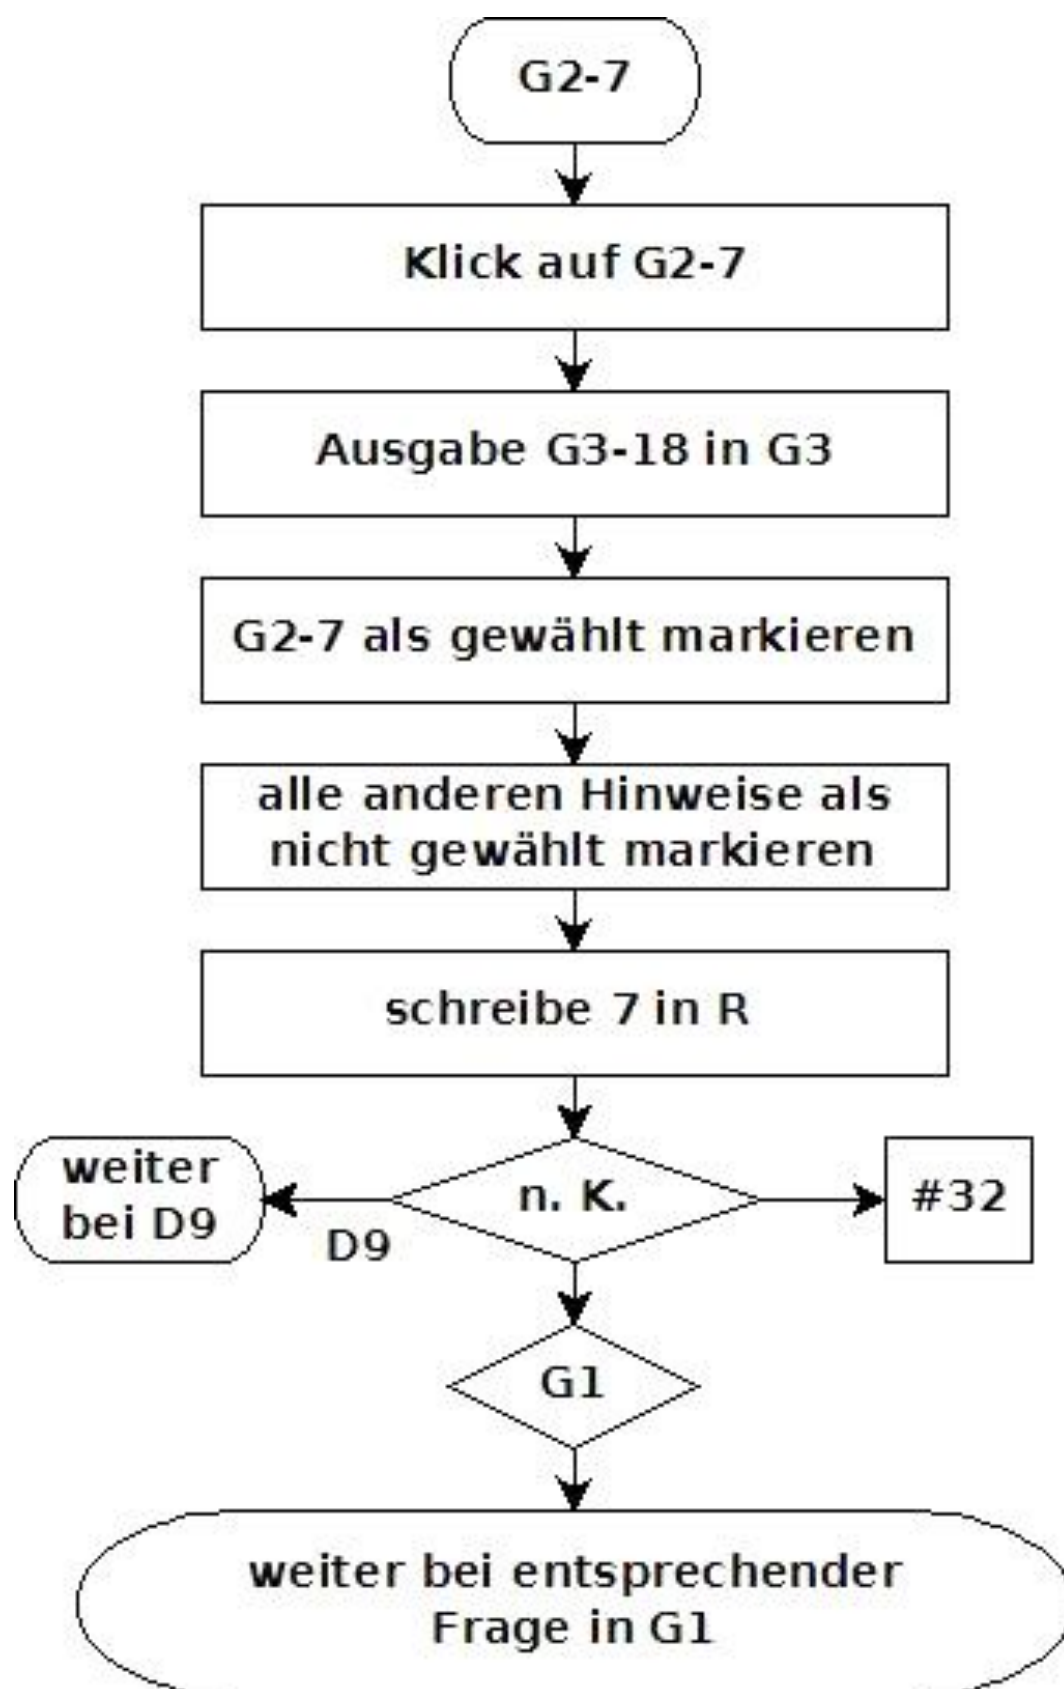 G2-7
Klick auf G2-7
Ausgabe G3-18 in G3
G2-7 als gewählt markieren
alle anderen Hinweise als
nicht gewählt markieren
schreibe 7 in R
weiter
bei D9
D9
n. K.
#32
G1
weiter bei entsprechender
Frage in G1